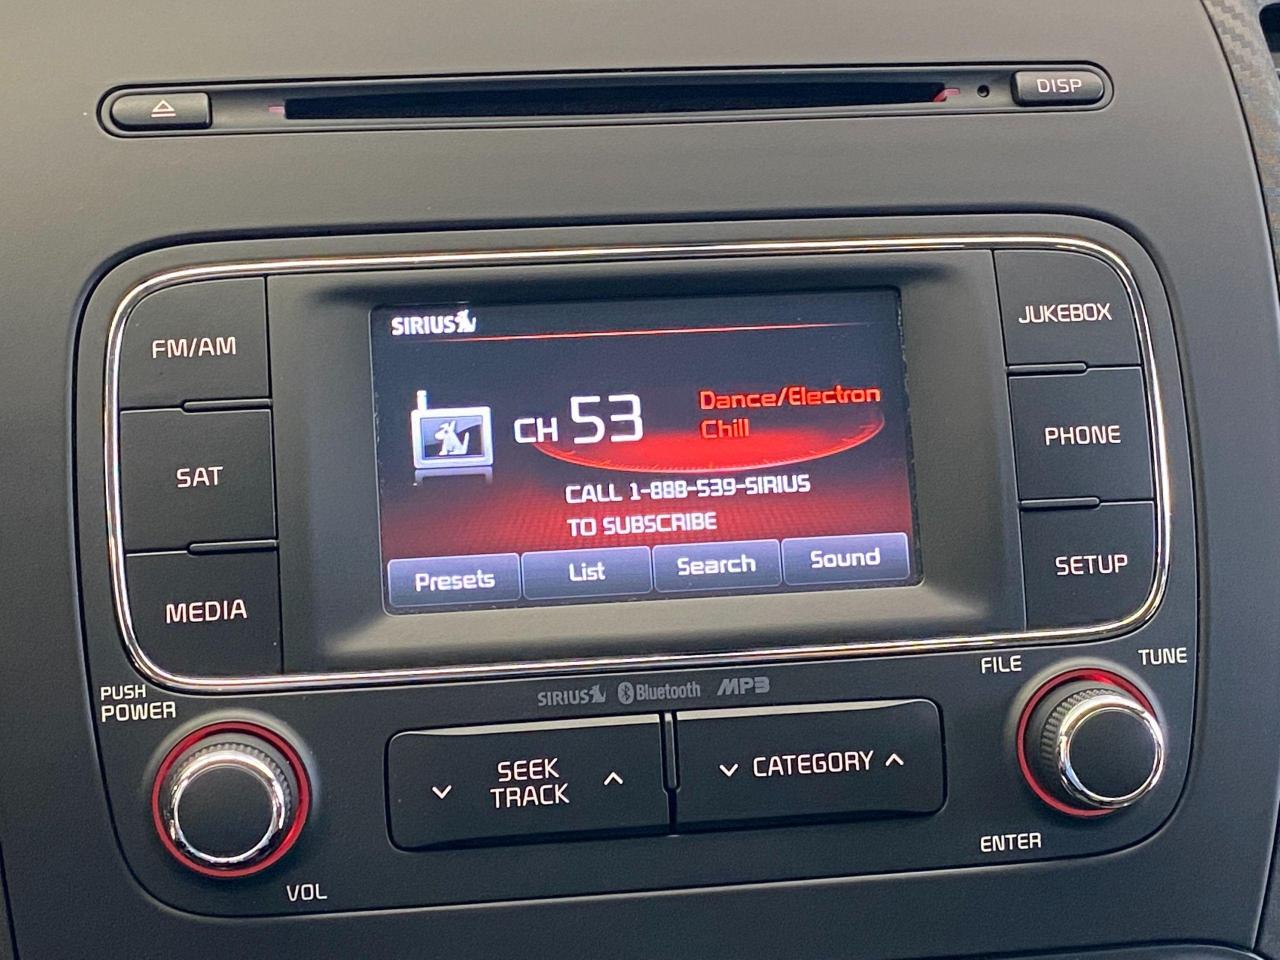 DISP
FM/AM
SAT
MEDIA
SIRIUS
CH 53
Dance/Electron
Chill
CALL 1-888-539-SIRIUS
TO SUBSCRIBE
Presets
List
Search
Sound
JUKEBOX
PHONE
SETUP
SIRIUS Bluetooth MP3
PUSH
POWER
VOL
SEEK
TRACK
CATEGORY
FILE
TUNE
ENTER